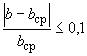 |b - b_ср| / b_ср ≤ 0,1